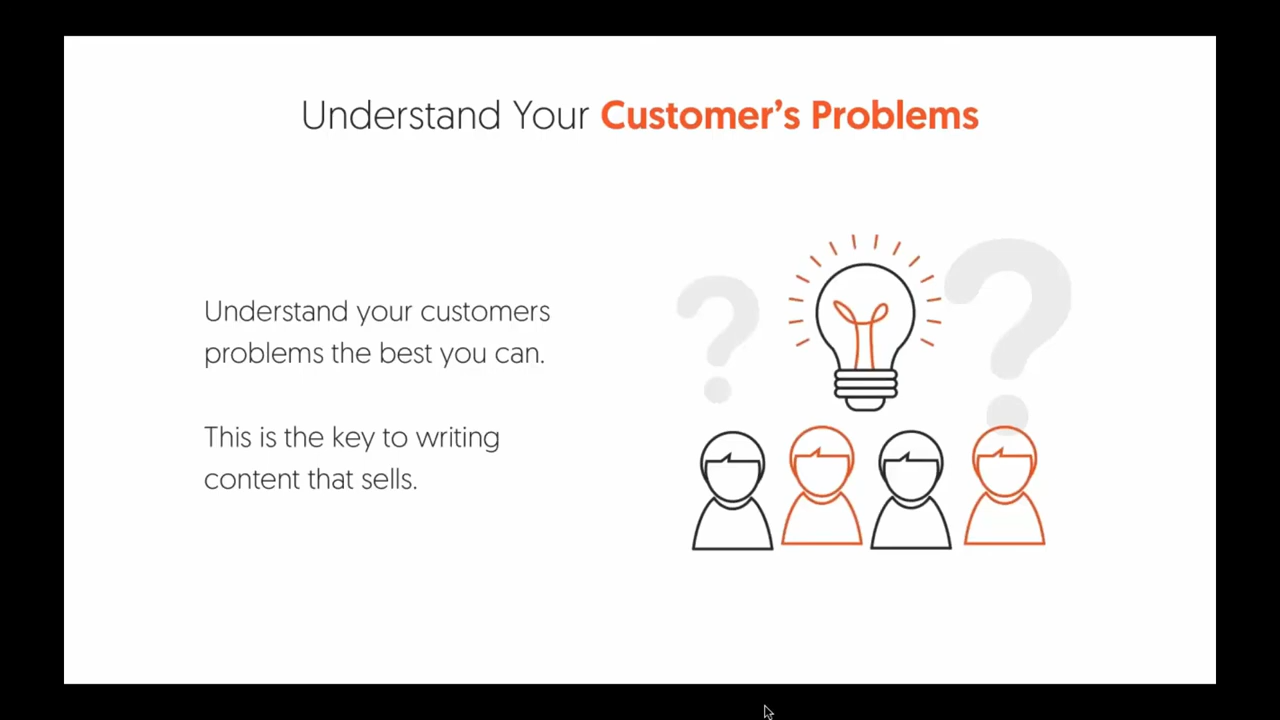 Understand Your Customer's Problems
Understand your customers
problems the best you can.
This is the key to writing
content that sells.